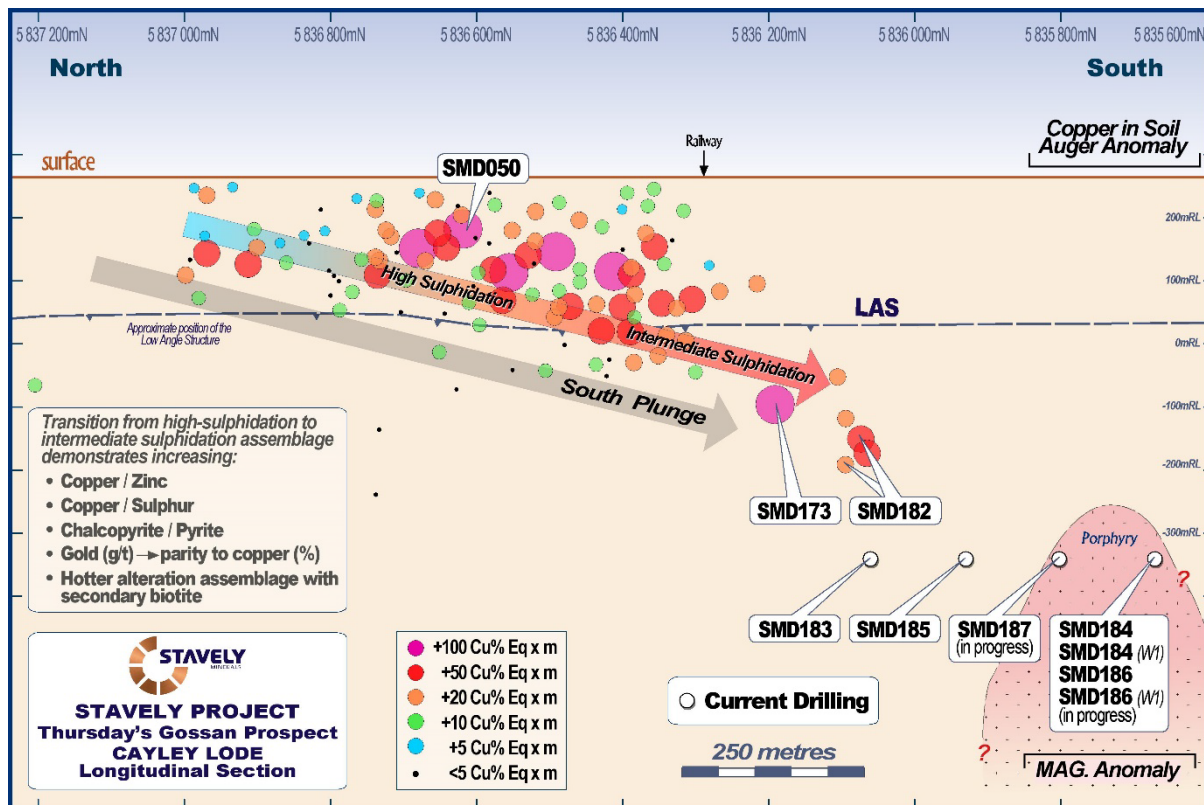 5 837 200mN 5 837 000mN 5 836 800mN 5 836 600mN 5 836 400mN 5 836 200mN 5 836 000mN 5 835 800mN 5 835 600mN
North
South
Copper in Soil
Auger Anomaly
Railway
surface
SMD050
200mRL
100mRL
0mRL
-100mRL
-200mRL
-300mRL
High Sulphidation
LAS
Approximate position of the
Low Angle Structure
Intermediate Sulphidation
South Plunge
Transition from high-sulphidation to
intermediate sulphidation assemblage
demonstrates increasing:
• Copper / Zinc
• Copper / Sulphur
• Chalcopyrite / Pyrite
• Gold (g/t) → parity to copper (%)
• Hotter alteration assemblage with
secondary biotite
SMD173
SMD182
Porphyry
?
SMD183
SMD185
SMD187
(in progress)
SMD184
SMD184 (W1)
SMD186
SMD186 (W1)
(in progress)
?
MAG. Anomaly
STAVELY
MINERALS
STAVELY PROJECT
Thursday's Gossan Prospect
CAYLEY LODE
Longitudinal Section
+100 Cu% Eq x m
+50 Cu% Eq x m
+20 Cu% Eq x m
+10 Cu% Eq x m
+5 Cu% Eq x m
<5 Cu% Eq x m
Current Drilling
250 metres